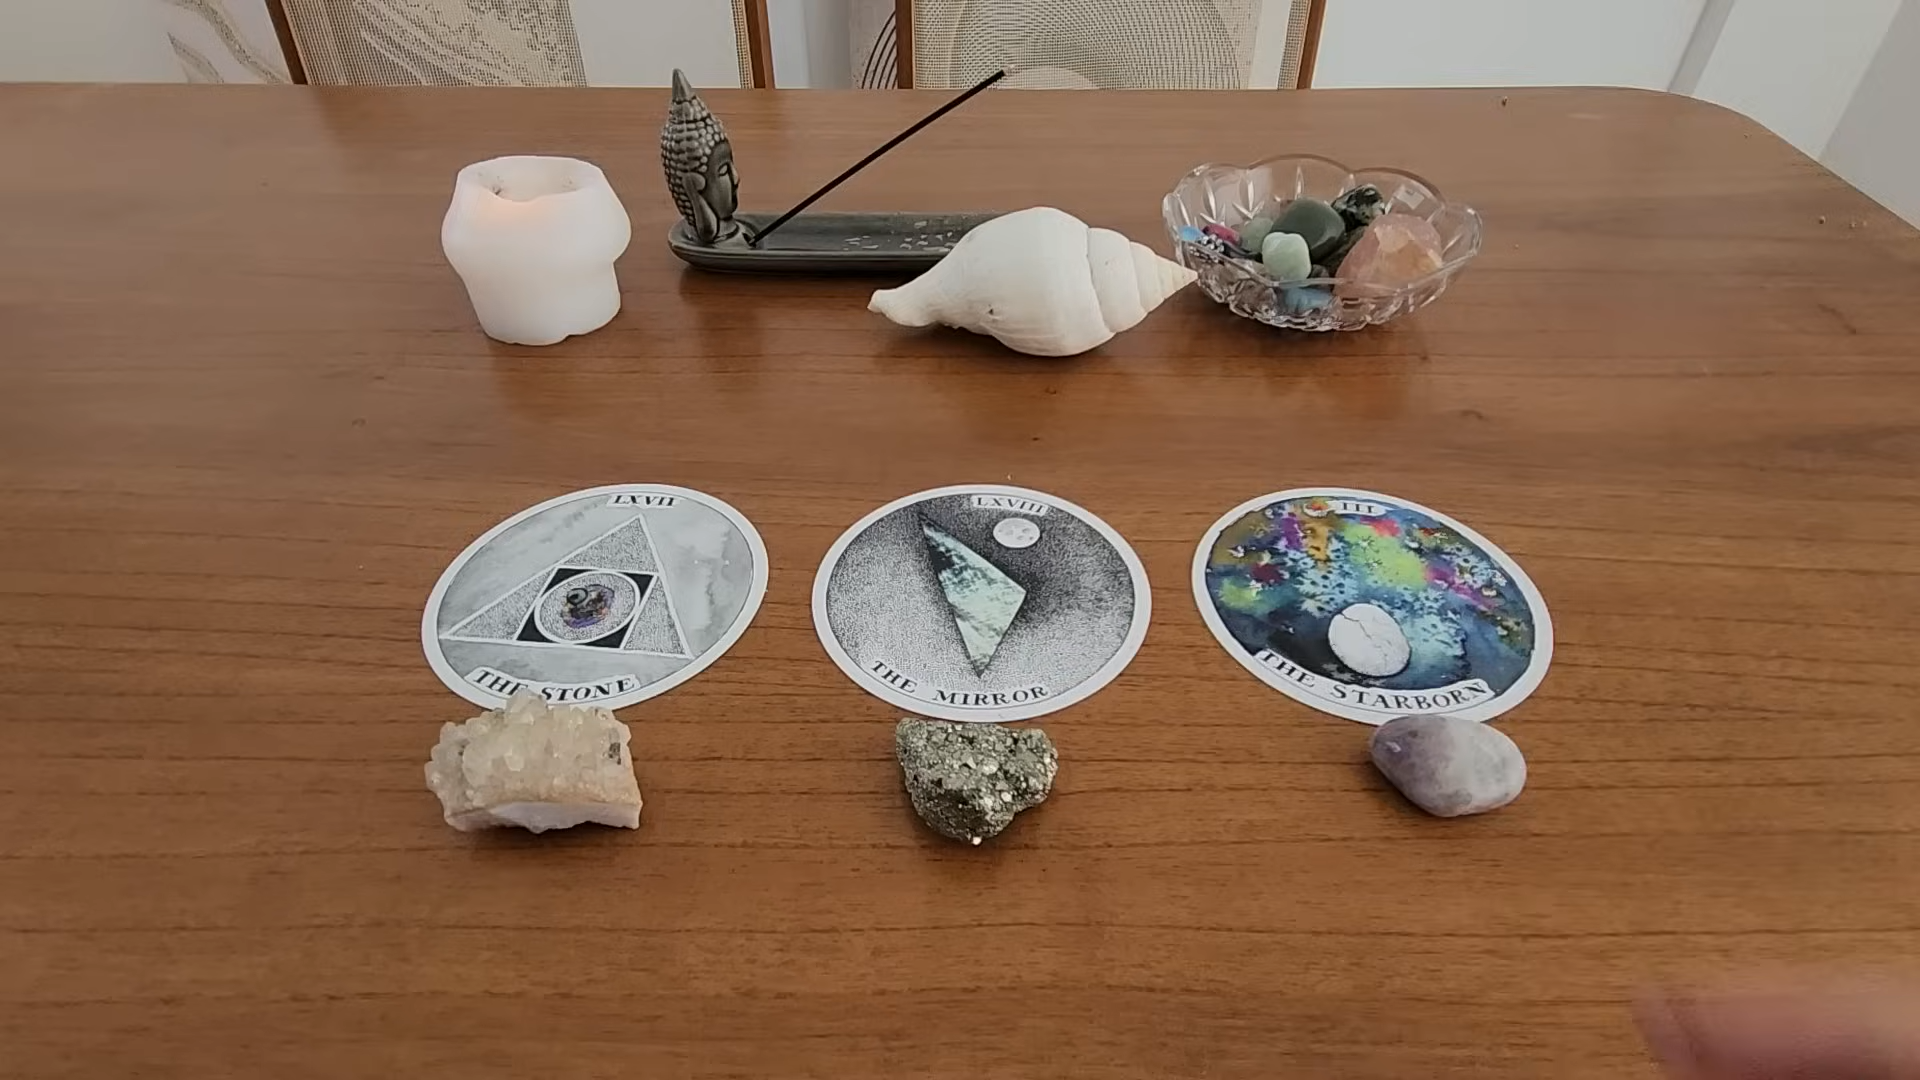 LXVII
THE STONE
LXVIII
THE MIRROR
III
THE STARBORN